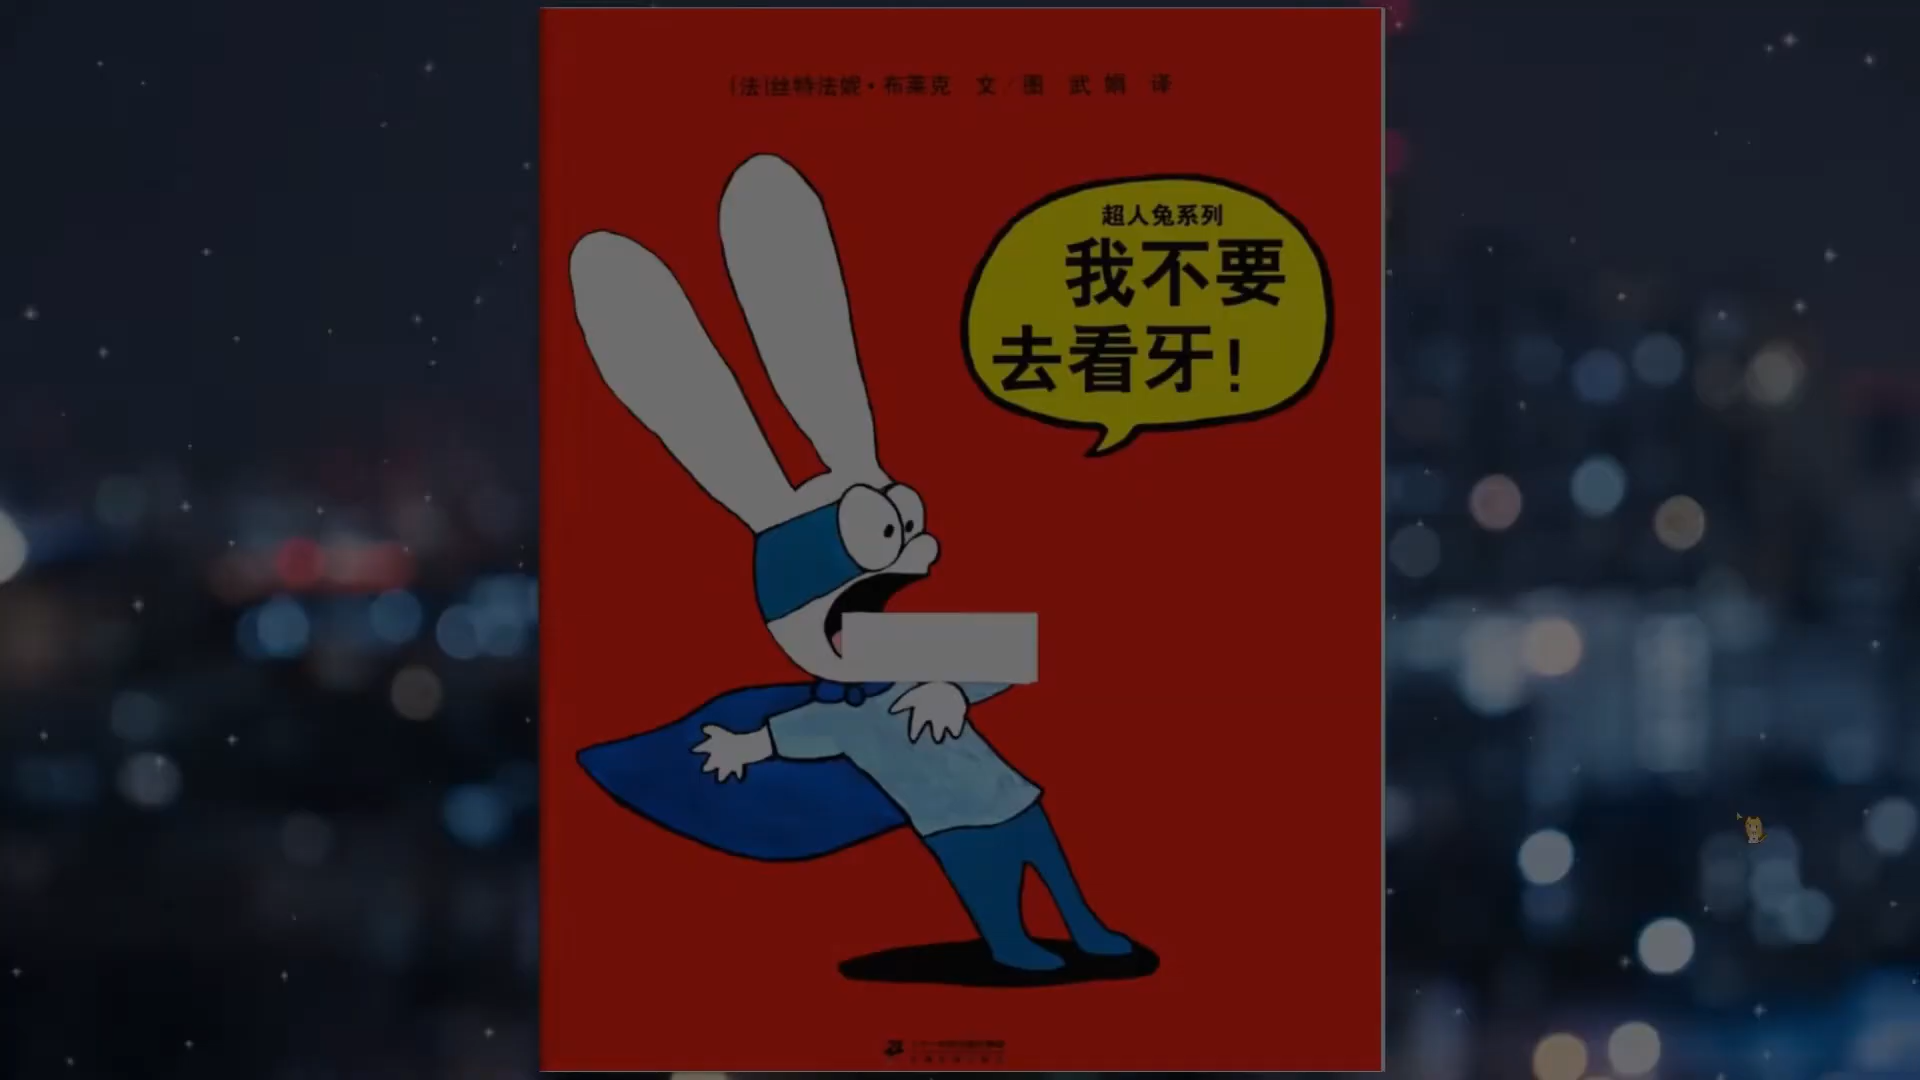 [法]丝特法妮·布莱克 文/图 武 娟 译
超人兔系列
我不要
去看牙!